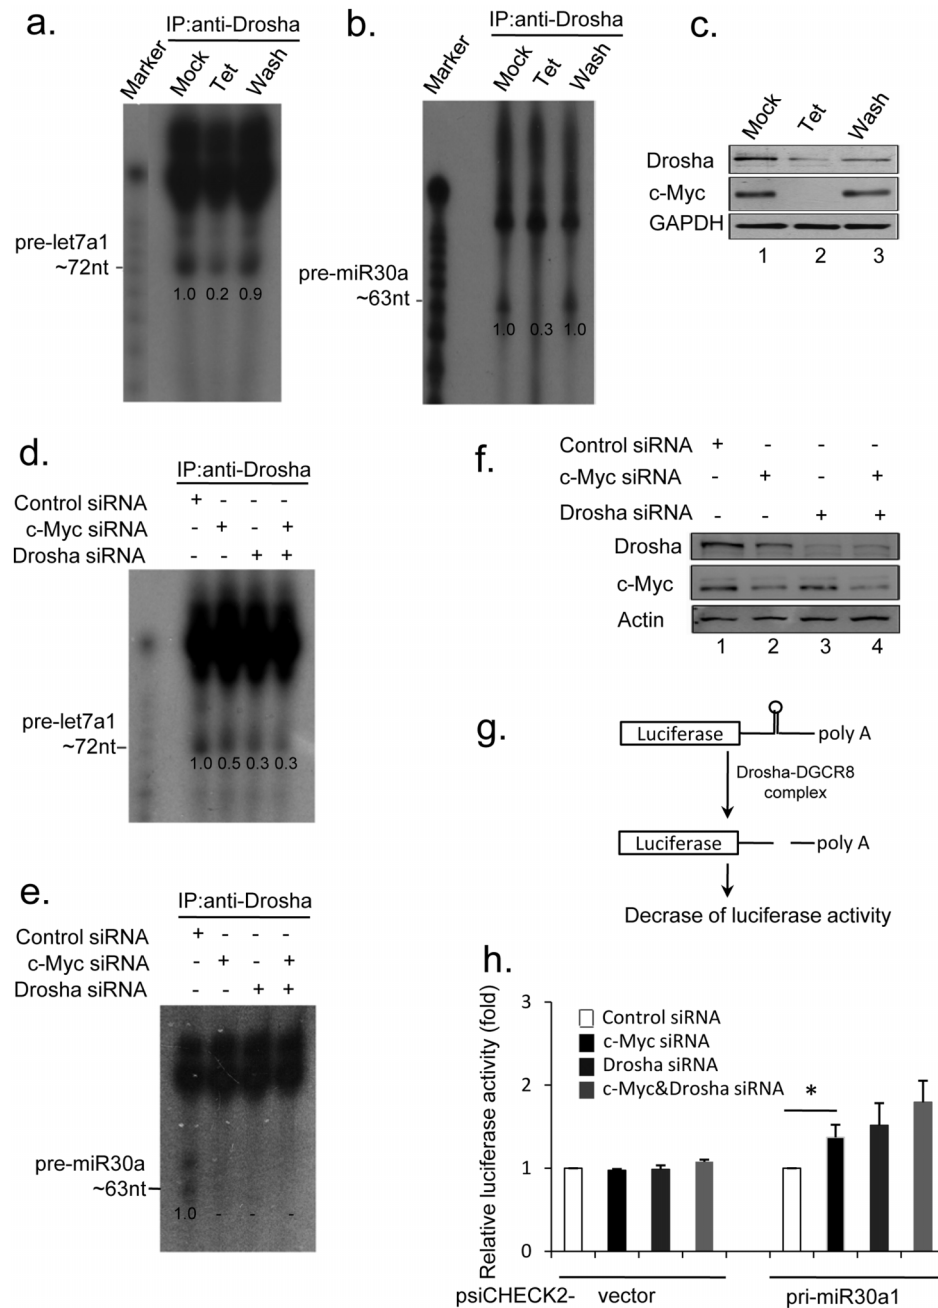 a.
IP:anti-Drosha
Marker
Mock
Tet
Wash
pre-let7a1
~72nt
1.0 0.2 0.9
b.
IP:anti-Drosha
Marker
Mock
Tet
Wash
pre-miR30a
~63nt
1.0 0.3 1.0
c.
Mock
Tet
Wash
Drosha
c-Myc
GAPDH
1 2 3
d.
IP:anti-Drosha
Control siRNA + - - -
c-Myc siRNA - + - +
Drosha siRNA - - + +
pre-let7a1
~72nt
1.0 0.5 0.3 0.3
e.
IP:anti-Drosha
Control siRNA + - - -
c-Myc siRNA - + - +
Drosha siRNA - - + +
pre-miR30a
~63nt
1.0 - - -
f.
Control siRNA + - - -
c-Myc siRNA - + - +
Drosha siRNA - - + +
Drosha
c-Myc
Actin
1 2 3 4
g.
Luciferase poly A
Drosha-DGCR8
complex
Luciferase poly A
Decrase of luciferase activity
h.
Relative luciferase activity (fold)
3
2
1
0
Control siRNA
c-Myc siRNA
Drosha siRNA
c-Myc&Drosha siRNA
*
psiCHECK2- vector pri-miR30a1